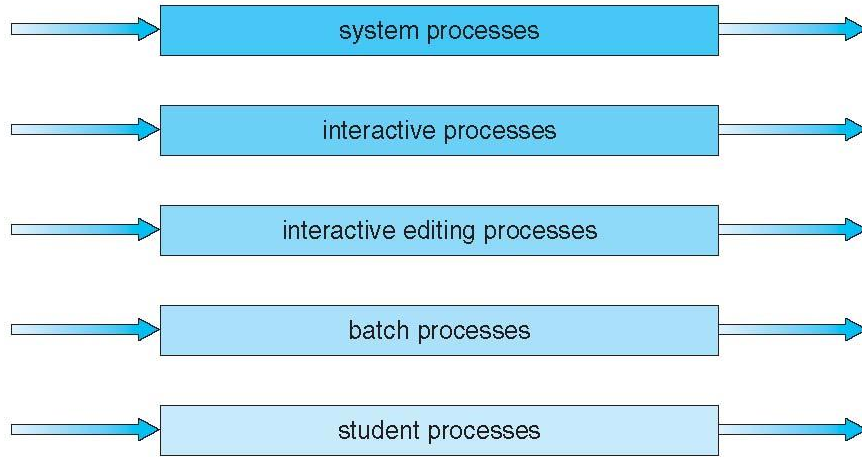 system processes
interactive processes
interactive editing processes
batch processes
student processes